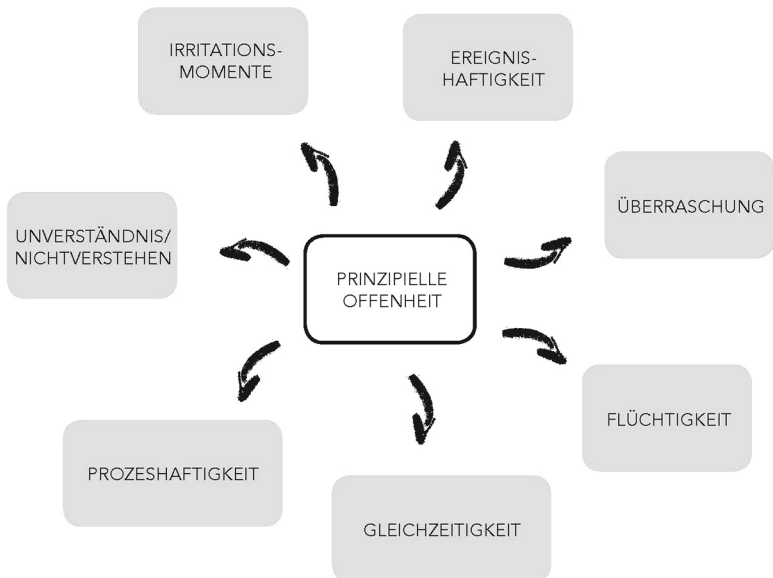 IRRITATIONS-
MOMENTE
EREIGNIS-
HAFTIGKEIT
ÜBERRASCHUNG
UNVERSTÄNDNIS/
NICHTVERSTEHEN
PRINZIPIELLE
OFFENHEIT
FLÜCHTIGKEIT
PROZESHAFTIGKEIT
GLEICHZEITIGKEIT